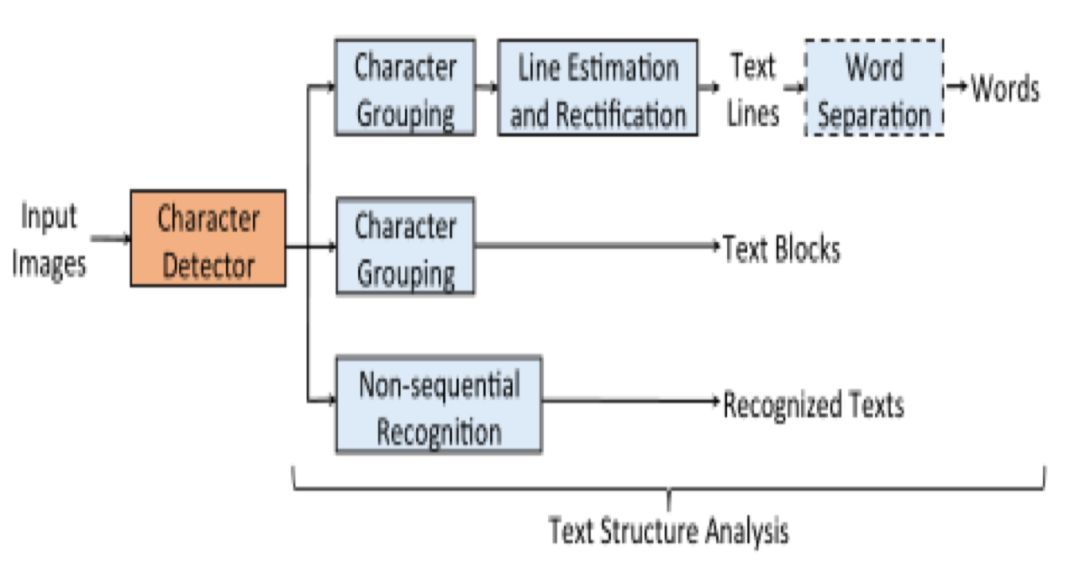 Character
Grouping
Line Estimation
and Rectification
Text
Lines
Word
Separation
Words
Input
Images
Character
Detector
Character
Grouping
Text Blocks
Non-sequential
Recognition
Recognized Texts
Text Structure Analysis